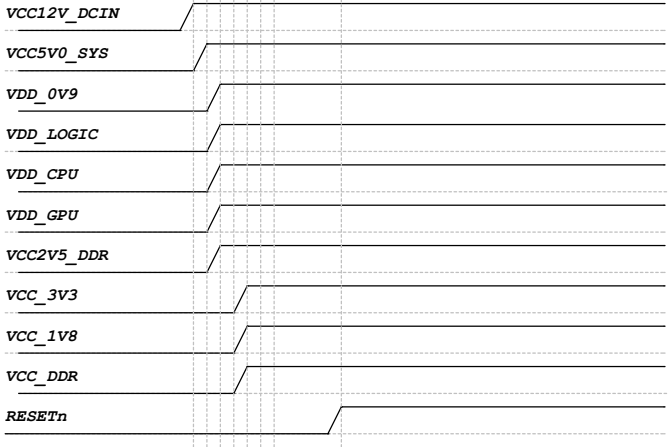 VCC12V_DCIN
VCC5V0_SYS
VDD_0V9
VDD_LOGIC
VDD_CPU
VDD_GPU
VCC2V5_DDR
VCC_3V3
VCC_1V8
VCC_DDR
RESETn